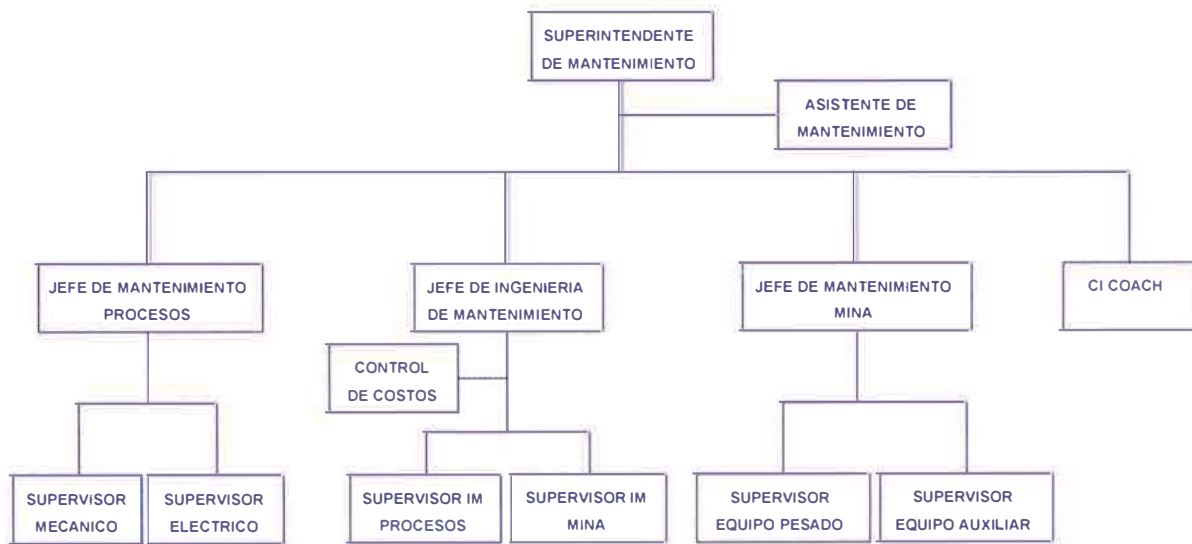 SUPERINTENDENTE
DE MANTENIMIENTO
ASISTENTE DE
MANTENIMIENTO
JEFE DE MANTENIMIENTO
PROCESOS
JEFE DE INGENIERIA
DE MANTENIMIENTO
JEFE DE MANTENIMIENTO
MINA
CI COACH
CONTROL
DE COSTOS
SUPERVISOR
MECANICO
SUPERVISOR
ELECTRICO
SUPERVISOR IM
PROCESOS
SUPERVISOR IM
MINA
SUPERVISOR
EQUIPO PESADO
SUPERVISOR
EQUIPO AUXILIAR